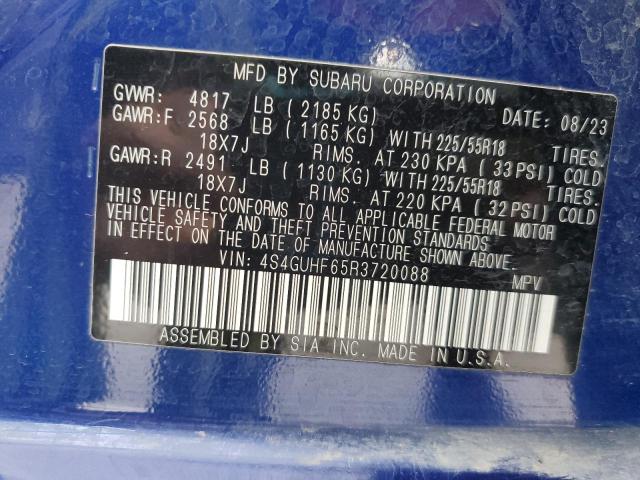 MFD BY SUBARU CORPORATION
GVWR: 4817 LB ( 2185 KG) DATE: 08/23
GAWR:F 2568 LB ( 1165 KG) WITH 225/55R18 TIRES.
18X7J RIMS. AT 230 KPA ( 33 PSI) COLD
GAWR:R 2491 LB ( 1130 KG) WITH 225/55R18 TIRES.
18X7J RIMS. AT 220 KPA ( 32 PSI) COLD
THIS VEHICLE CONFORMS TO ALL APPLICABLE FEDERAL MOTOR
VEHICLE SAFETY AND THEFT PREVENTION STANDARDS
IN EFFECT ON THE DATE OF MANUFACTURE SHOWN ABOVE.
VIN: 4S4GUHF65R3720088 MPV
ASSEMBLED BY SIA INC. MADE IN U.S.A.